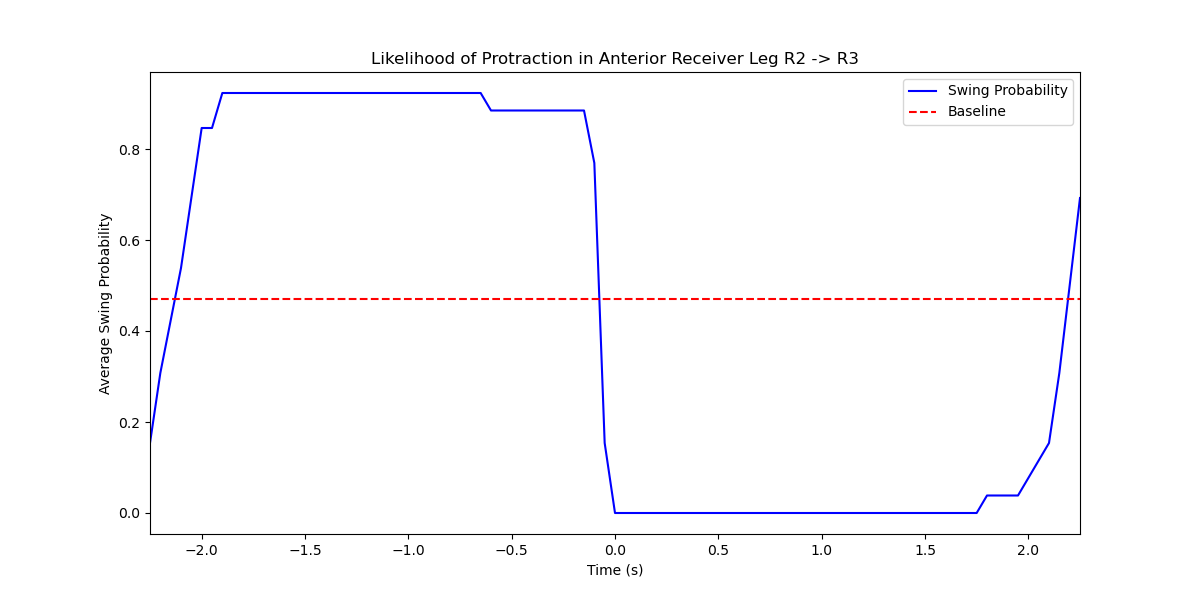 Likelihood of Protraction in Anterior Receiver Leg R2 -> R3
Swing Probability
Baseline
Average Swing Probability
0.8
0.6
0.4
0.2
0.0
−2.0 −1.5 −1.0 −0.5 0.0 0.5 1.0 1.5 2.0
Time (s)